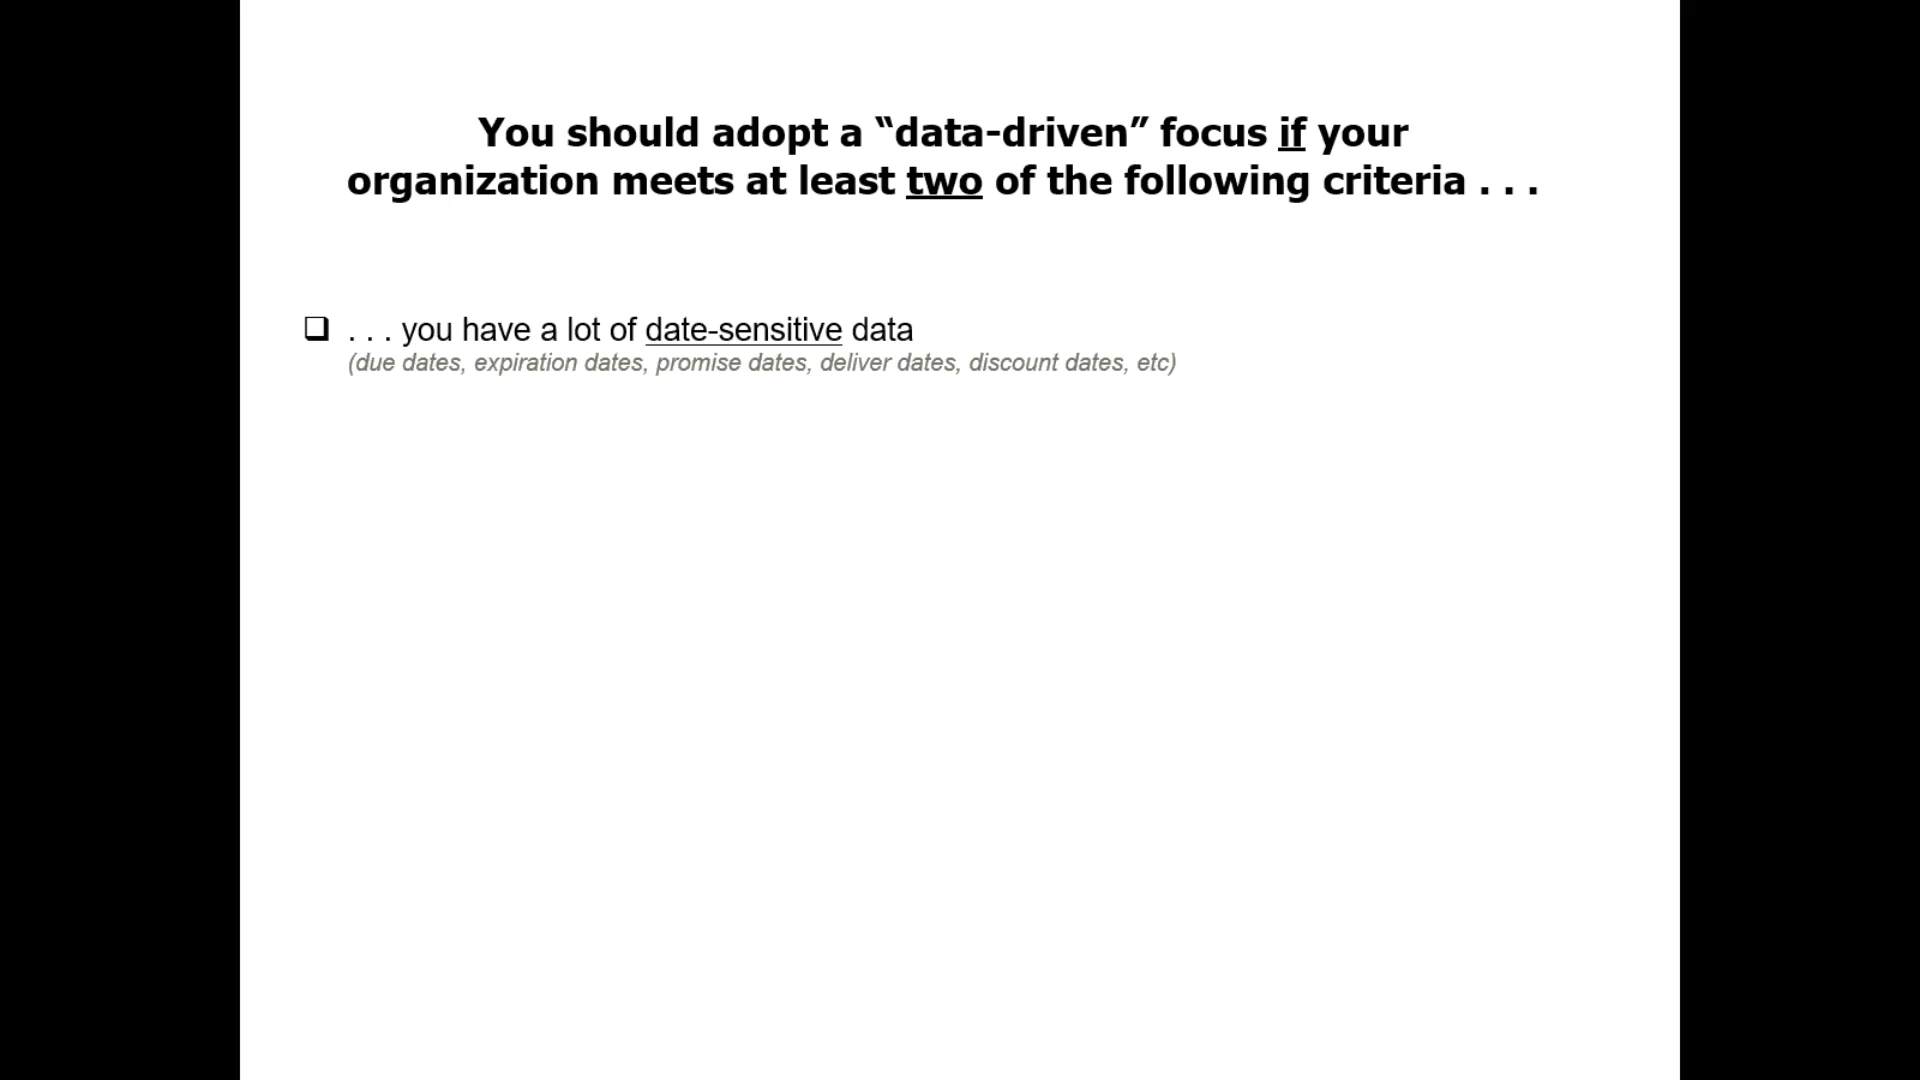 You should adopt a “data-driven” focus if your
organization meets at least two of the following criteria . . .
❑ . . . you have a lot of date-sensitive data
(due dates, expiration dates, promise dates, deliver dates, discount dates, etc)